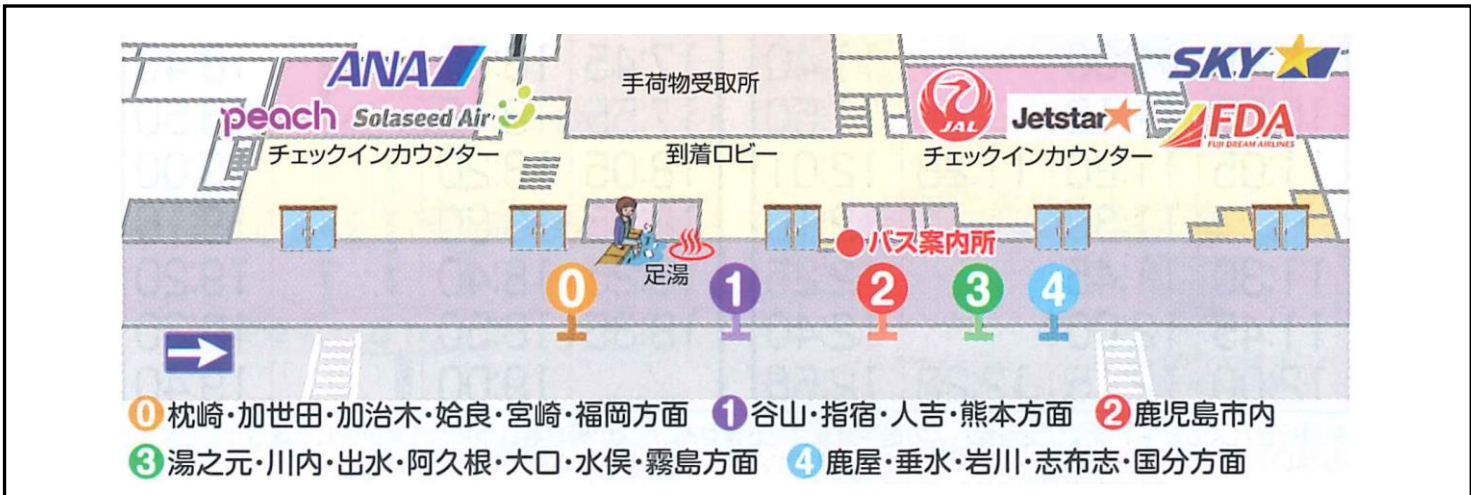 ANA
peach Solaseed Air
チェックインカウンター
手荷物受取所
到着ロビー
JAL Jetstar
チェックインカウンター
SKY
FDA
FUJI DREAM AIRLINES
足湯
バス案内所
0 1 2 3 4
0 枕崎・加世田・加治木・姶良・宮崎・福岡方面 1 谷山・指宿・人吉・熊本方面 2 鹿児島市内
3 湯之元・川内・出水・阿久根・大口・水俣・霧島方面 4 鹿屋・垂水・岩川・志布志・国分方面